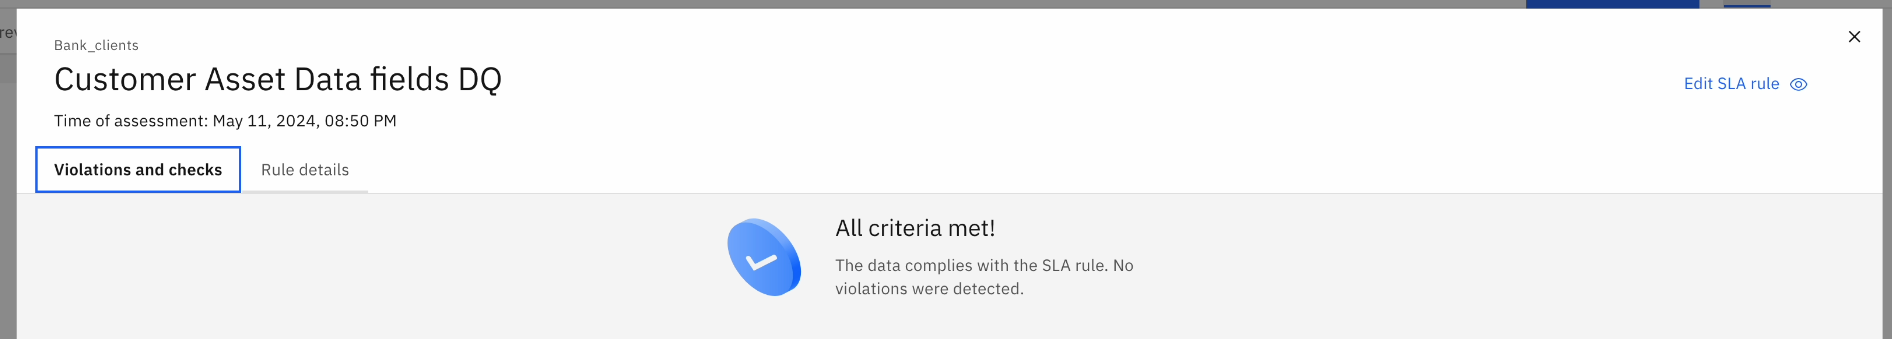 rev
Bank_clients
Customer Asset Data fields DQ
Edit SLA rule
Time of assessment: May 11, 2024, 08:50 PM
Violations and checks
Rule details
All criteria met!
The data complies with the SLA rule. No
violations were detected.